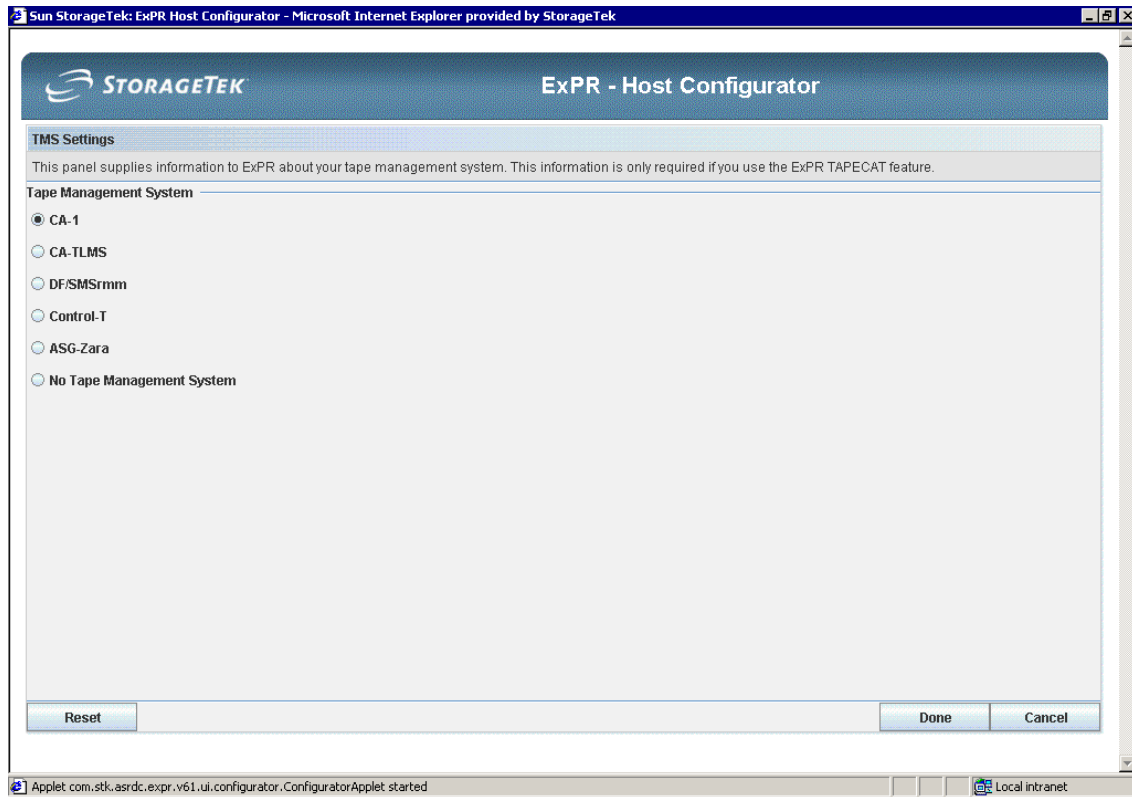 Sun StorageTek: ExPR Host Configurator - Microsoft Internet Explorer provided by StorageTek
STORAGETEK
ExPR - Host Configurator
TMS Settings
This panel supplies information to ExPR about your tape management system. This information is only required if you use the ExPR TAPECAT feature.
Tape Management System
CA-1
CA-TLMS
DF/SMSrmm
Control-T
ASG-Zara
No Tape Management System
Reset
Done
Cancel
Applet com.stk.asrdc.expr.v61.ui.configurator.ConfiguratorApplet started
Local intranet